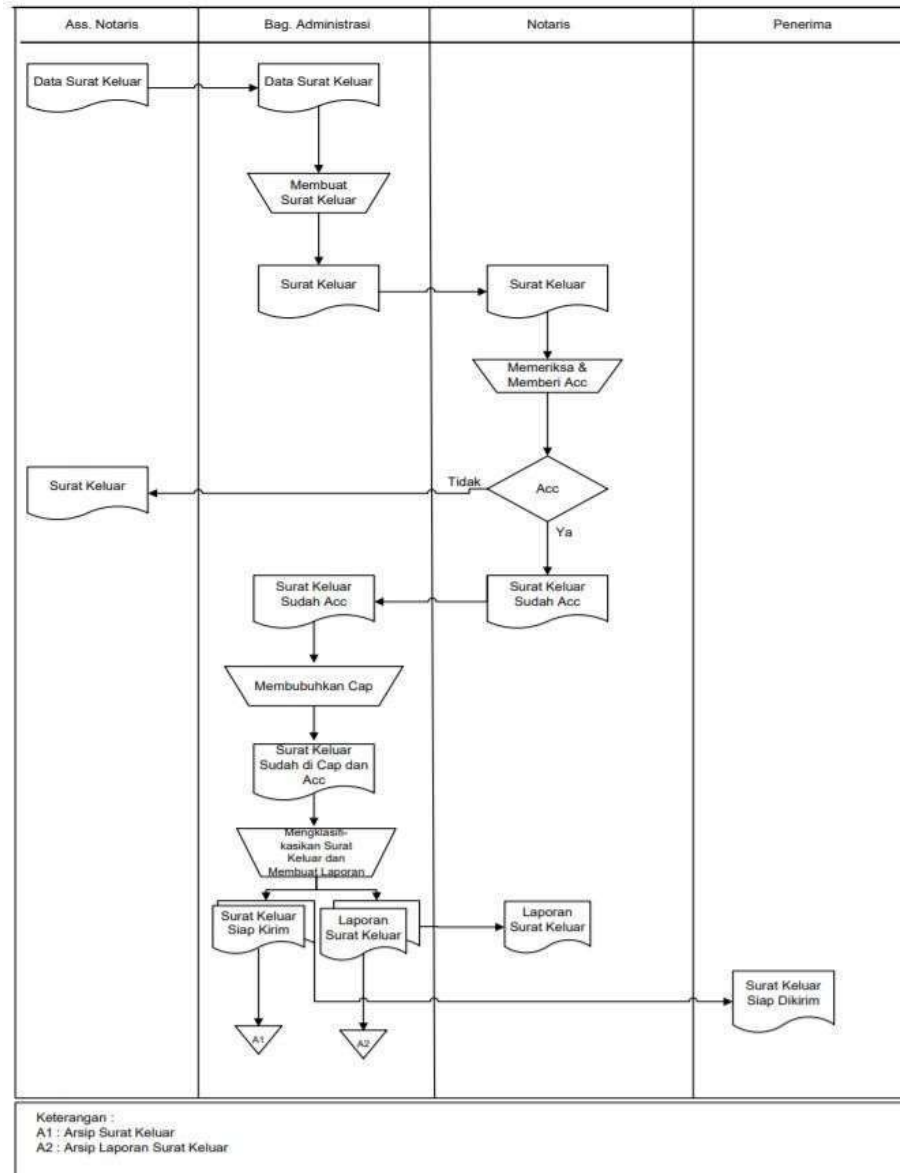 Ass. Notaris
Bag. Administrasi
Notaris
Penerima
Data Surat Keluar
Data Surat Keluar
Membuat
Surat Keluar
Surat Keluar
Surat Keluar
Memeriksa &
Memberi Acc
Surat Keluar
Tidak
Acc
Ya
Surat Keluar
Sudah Acc
Surat Keluar
Sudah Acc
Membubuhkan Cap
Surat Keluar
Sudah di Cap dan
Acc
Mengklasifi-
kasikan Surat
Keluar dan
Membuat Laporan
Surat Keluar
Siap Kirim
Laporan
Surat Keluar
Laporan
Surat Keluar
Surat Keluar
Siap Dikirim
A1
A2
Keterangan :
A1 : Arsip Surat Keluar
A2 : Arsip Laporan Surat Keluar